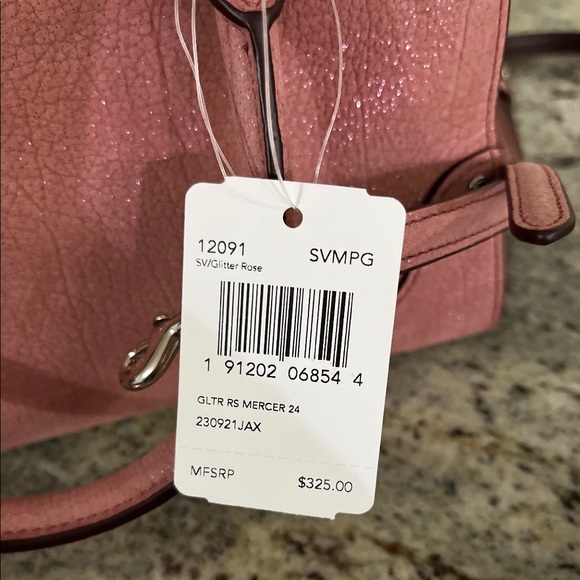 12091 SVMPG
SV/Glitter Rose
1 91202 06854 4
GLTR RS MERCER 24
230921JAX
MFSRP $325.00